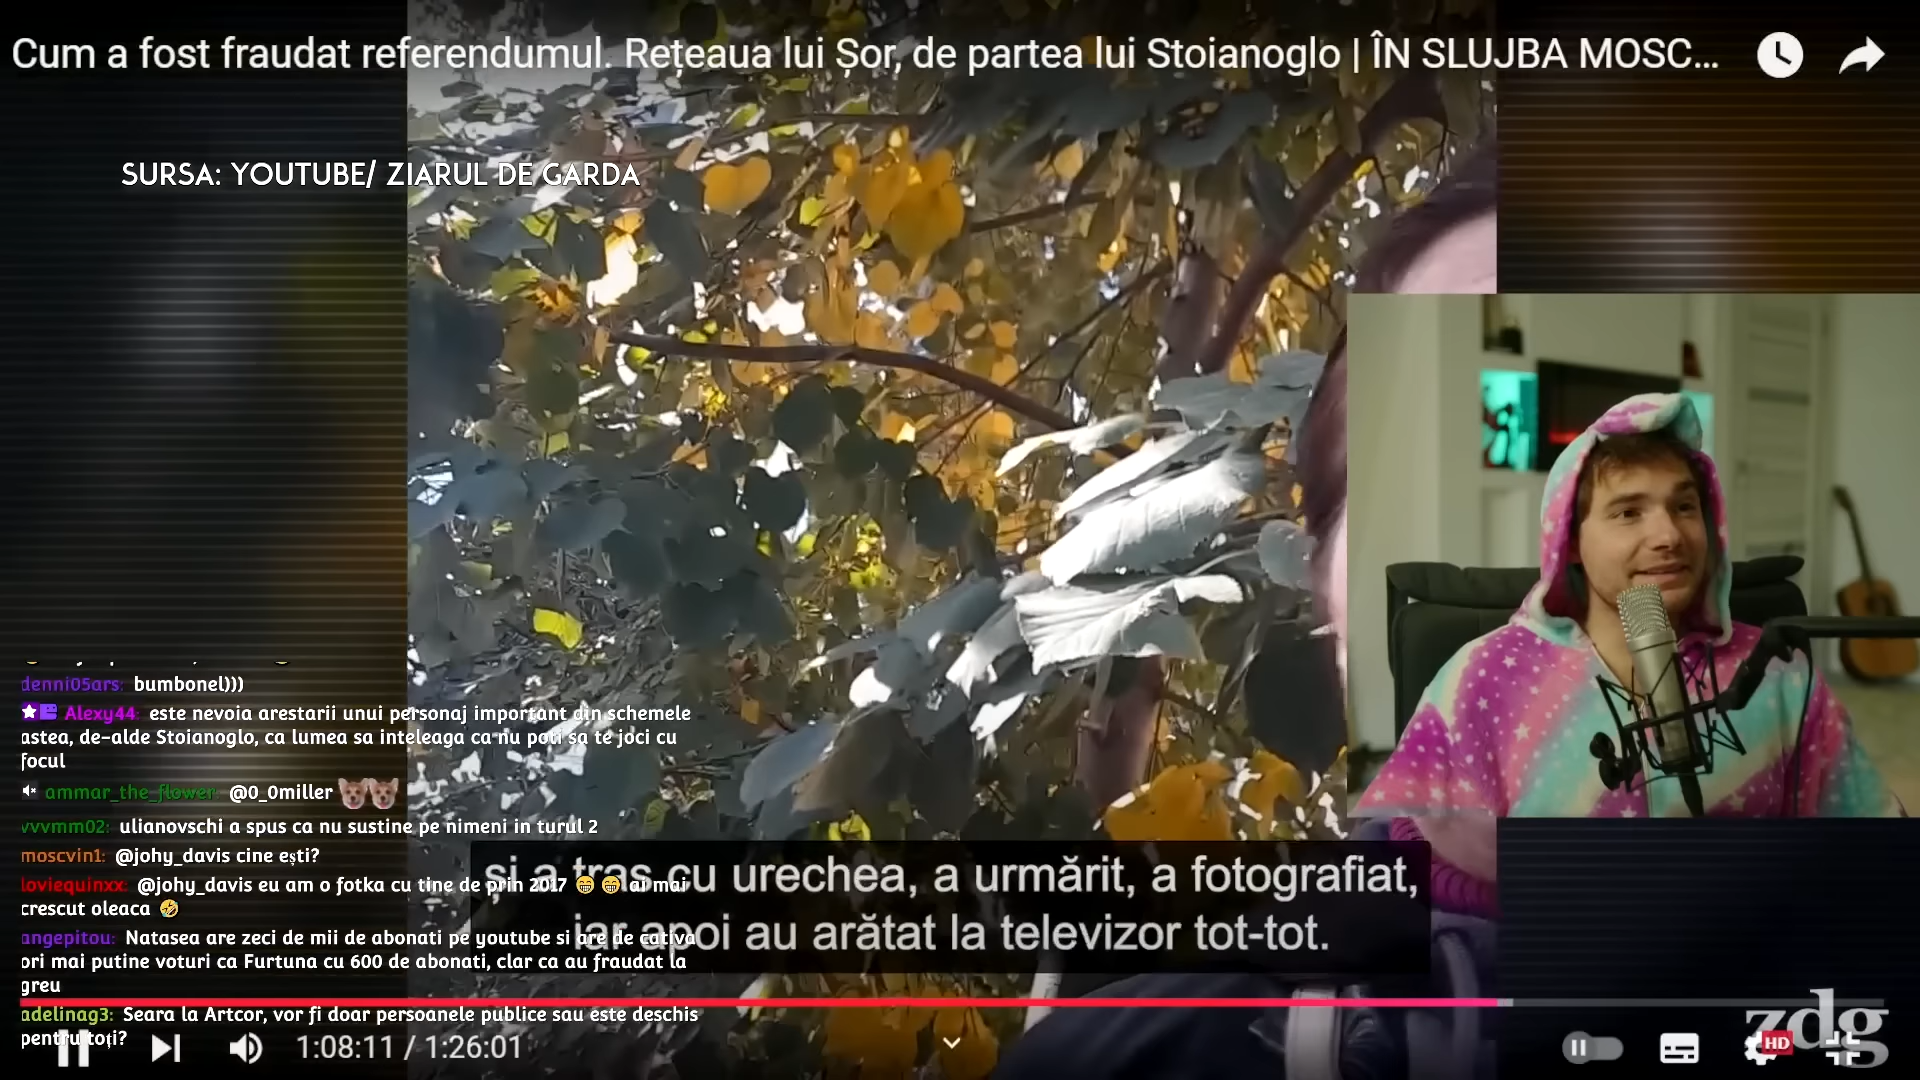 Cum a fost fraudat referendumul. Rețeaua lui Șor, de partea lui Stoianoglo | ÎN SLUJBA MOSC...
SURSA: YOUTUBE/ ZIARUL DE GARDA
denni05ars: bumbonel)))
Alexy44: este nevoia arestarii unui personaj important din schemele
astea, de-alde Stoianoglo, ca lumea sa inteleaga ca nu poti sa te joci cu
focul
ammar_the_flower: @0_0miller
vvvmm02: ulianovschi a spus ca nu sustine pe nimeni in turul 2
moscvin1: @johy_davis cine ești?
loviequinxx: @johy_davis eu am o fotka cu tine de prin 2017 😁 😁 ai mai
crescut oleaca 🤣
angepitou: Natasea are zeci de mii de abonati pe youtube si are de cativa
ori mai putine voturi ca Furtuna cu 600 de abonati, clar ca au fraudat la
greu
adelinag3: Seara la Artcor, vor fi doar persoanele publice sau este deschis
pentru toți?
și a tras cu urechea, a urmărit, a fotografiat,
iar apoi au arătat la televizor tot-tot.
1:08:11 / 1:26:01
HD
zdg